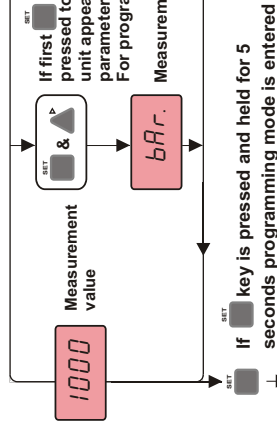 SET
If first
pressed to
unit appea
parameter
For progra
SET
&
Measurem
bAr.
Measurement
value
1000
SET
If SET key is pressed and held for 5
seconds programming mode is entered